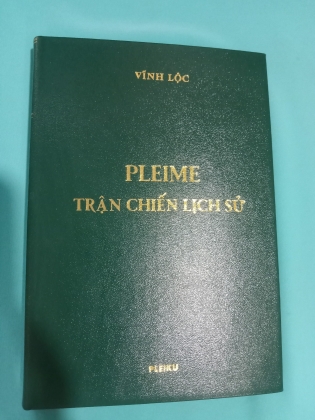 VĨNH LỘC
PLEIME
TRẬN CHIẾN LỊCH SỬ
PLEIKU